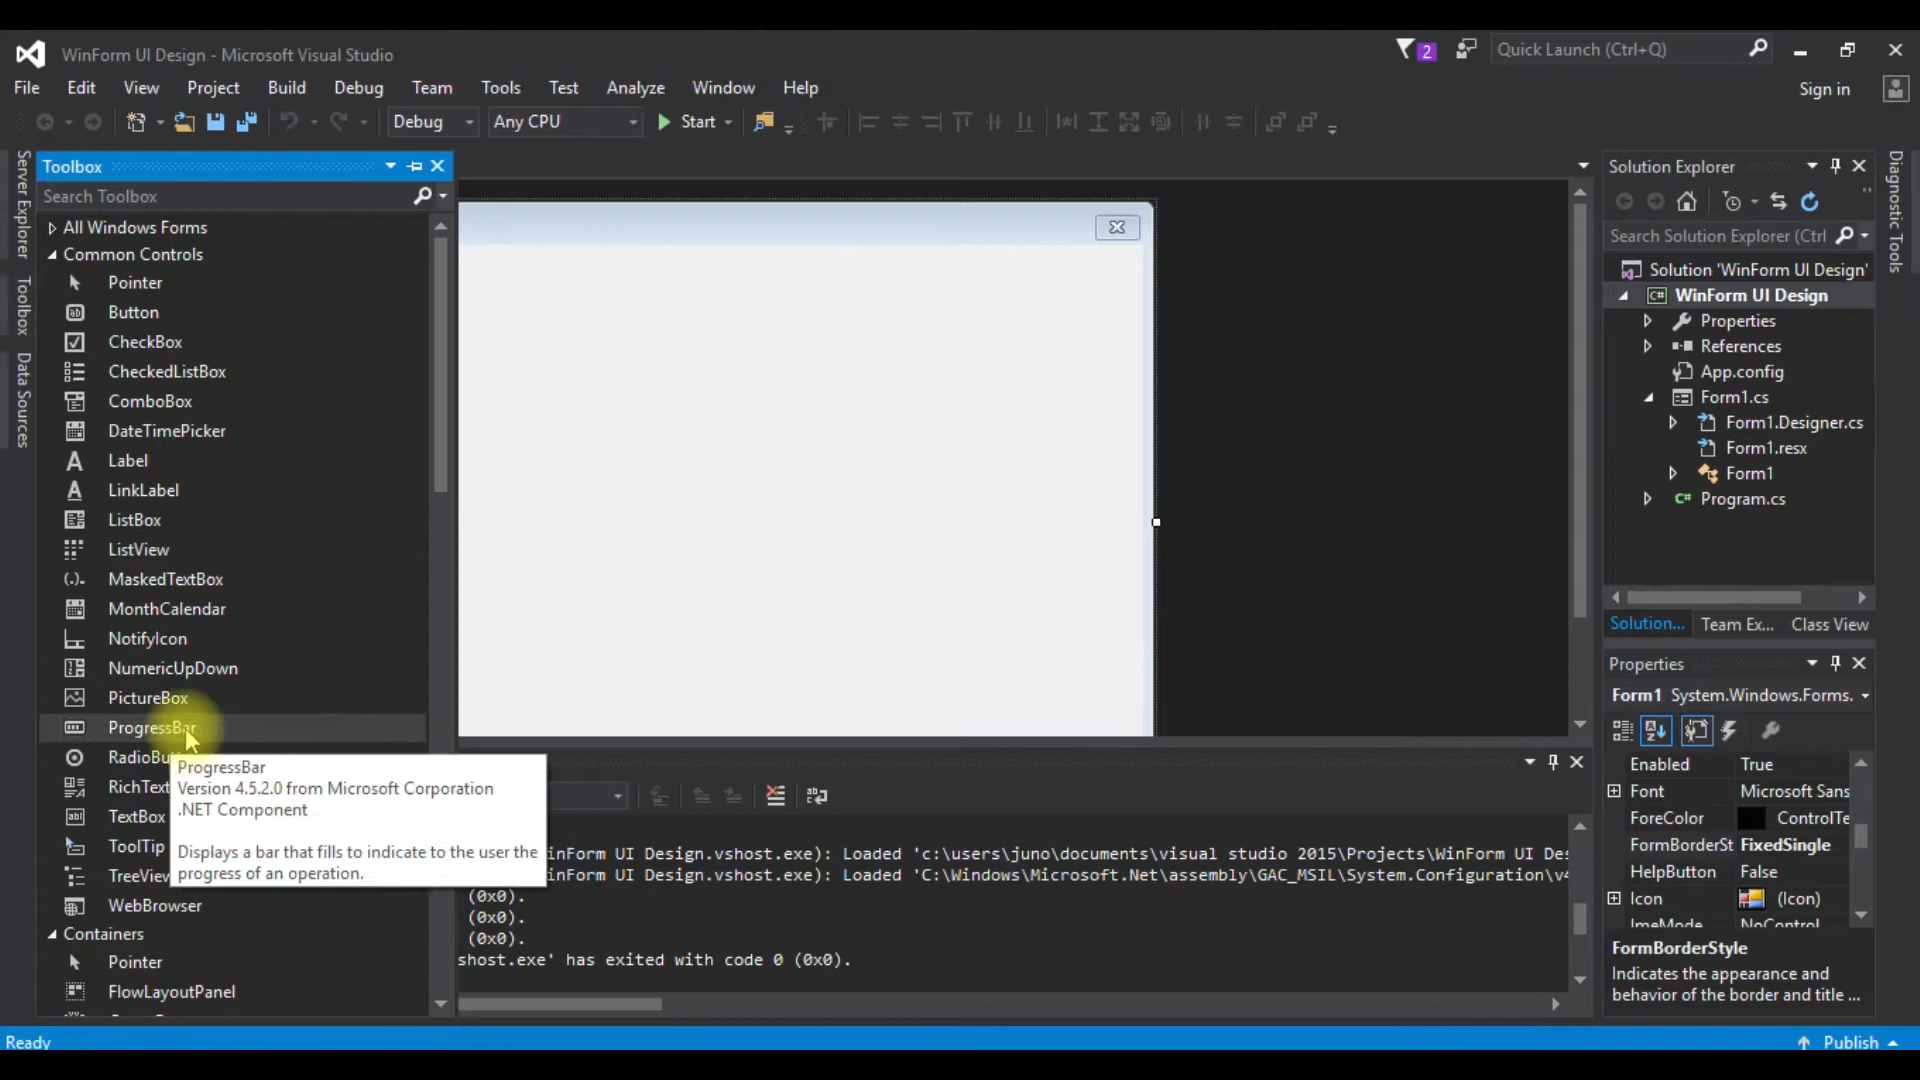 WinForm UI Design - Microsoft Visual Studio
2
Quick Launch (Ctrl+Q)
File Edit View Project Build Debug Team Tools Test Analyze Window Help
Sign in
Debug Any CPU Start
Server Explorer
Toolbox
Data Sources
Toolbox
Search Toolbox
All Windows Forms
Common Controls
Pointer
Button
CheckBox
CheckedListBox
ComboBox
DateTimePicker
Label
LinkLabel
ListBox
ListView
MaskedTextBox
MonthCalendar
NotifyIcon
NumericUpDown
PictureBox
ProgressBar
RadioBu
RichText
TextBox
ToolTip
TreeView
WebBrowser
Containers
Pointer
FlowLayoutPanel
ProgressBar
Version 4.5.2.0 from Microsoft Corporation
.NET Component
Displays a bar that fills to indicate to the user the
progress of an operation.
inForm UI Design.vshost.exe): Loaded 'c:\users\juno\documents\visual studio 2015\Projects\WinForm UI Des
inForm UI Design.vshost.exe): Loaded 'C:\Windows\Microsoft.Net\assembly\GAC_MSIL\System.Configuration\v4
(0x0).
(0x0).
(0x0).
shost.exe' has exited with code 0 (0x0).
Solution Explorer
Search Solution Explorer (Ctrl
Solution 'WinForm UI Design'
C# WinForm UI Design
Properties
References
App.config
Form1.cs
Form1.Designer.cs
Form1.resx
Form1
C# Program.cs
Solution... Team Ex... Class View
Properties
Form1 System.Windows.Forms.
Enabled True
Font Microsoft Sans
ForeColor ControlTe
FormBorderSt FixedSingle
HelpButton False
Icon (Icon)
ImeMode NoControl
FormBorderStyle
Indicates the appearance and
behavior of the border and title ...
Diagnostic Tools
Ready
Publish